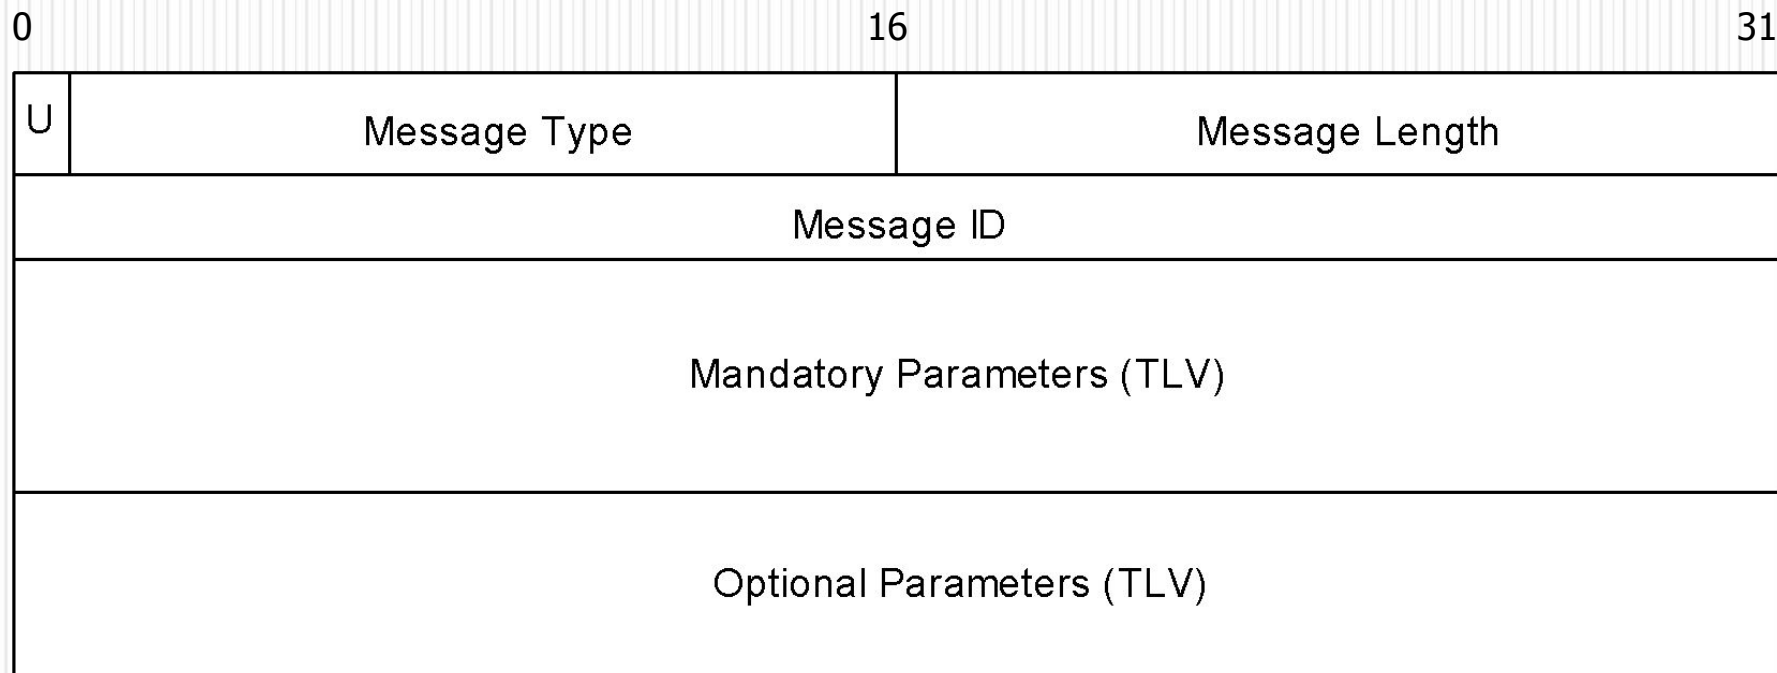 0 16 31
U Message Type Message Length
Message ID
Mandatory Parameters (TLV)
Optional Parameters (TLV)